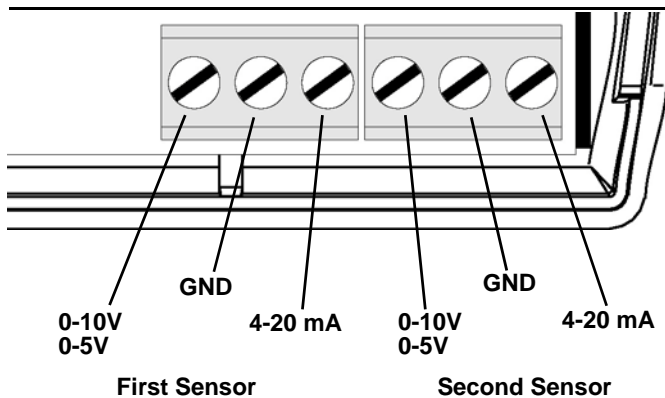 GND
GND
0-10V
0-5V
4-20 mA
0-10V
0-5V
4-20 mA
First Sensor
Second Sensor